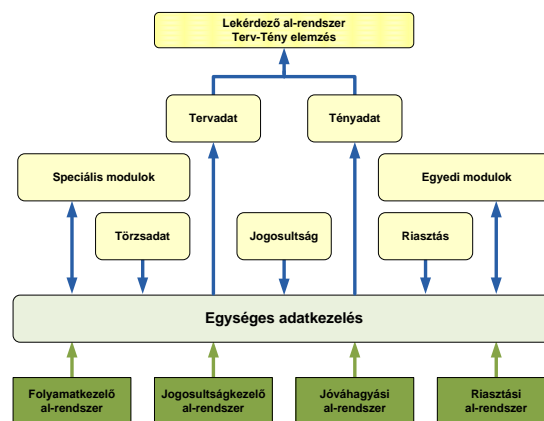 Lekérdező al-rendszer
Terv-Tény elemzés
Tervadat
Tényadat
Speciális modulok
Egyedi modulok
Törzsadat
Jogosultság
Riasztás
Egységes adatkezelés
Folyamatkezelő
al-rendszer
Jogosultságkezelő
al-rendszer
Jóváhagyási
al-rendszer
Riasztási
al-rendszer